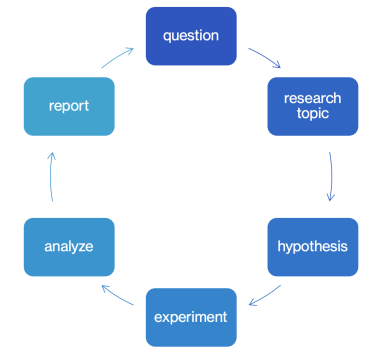 question
research
topic
hypothesis
experiment
analyze
report